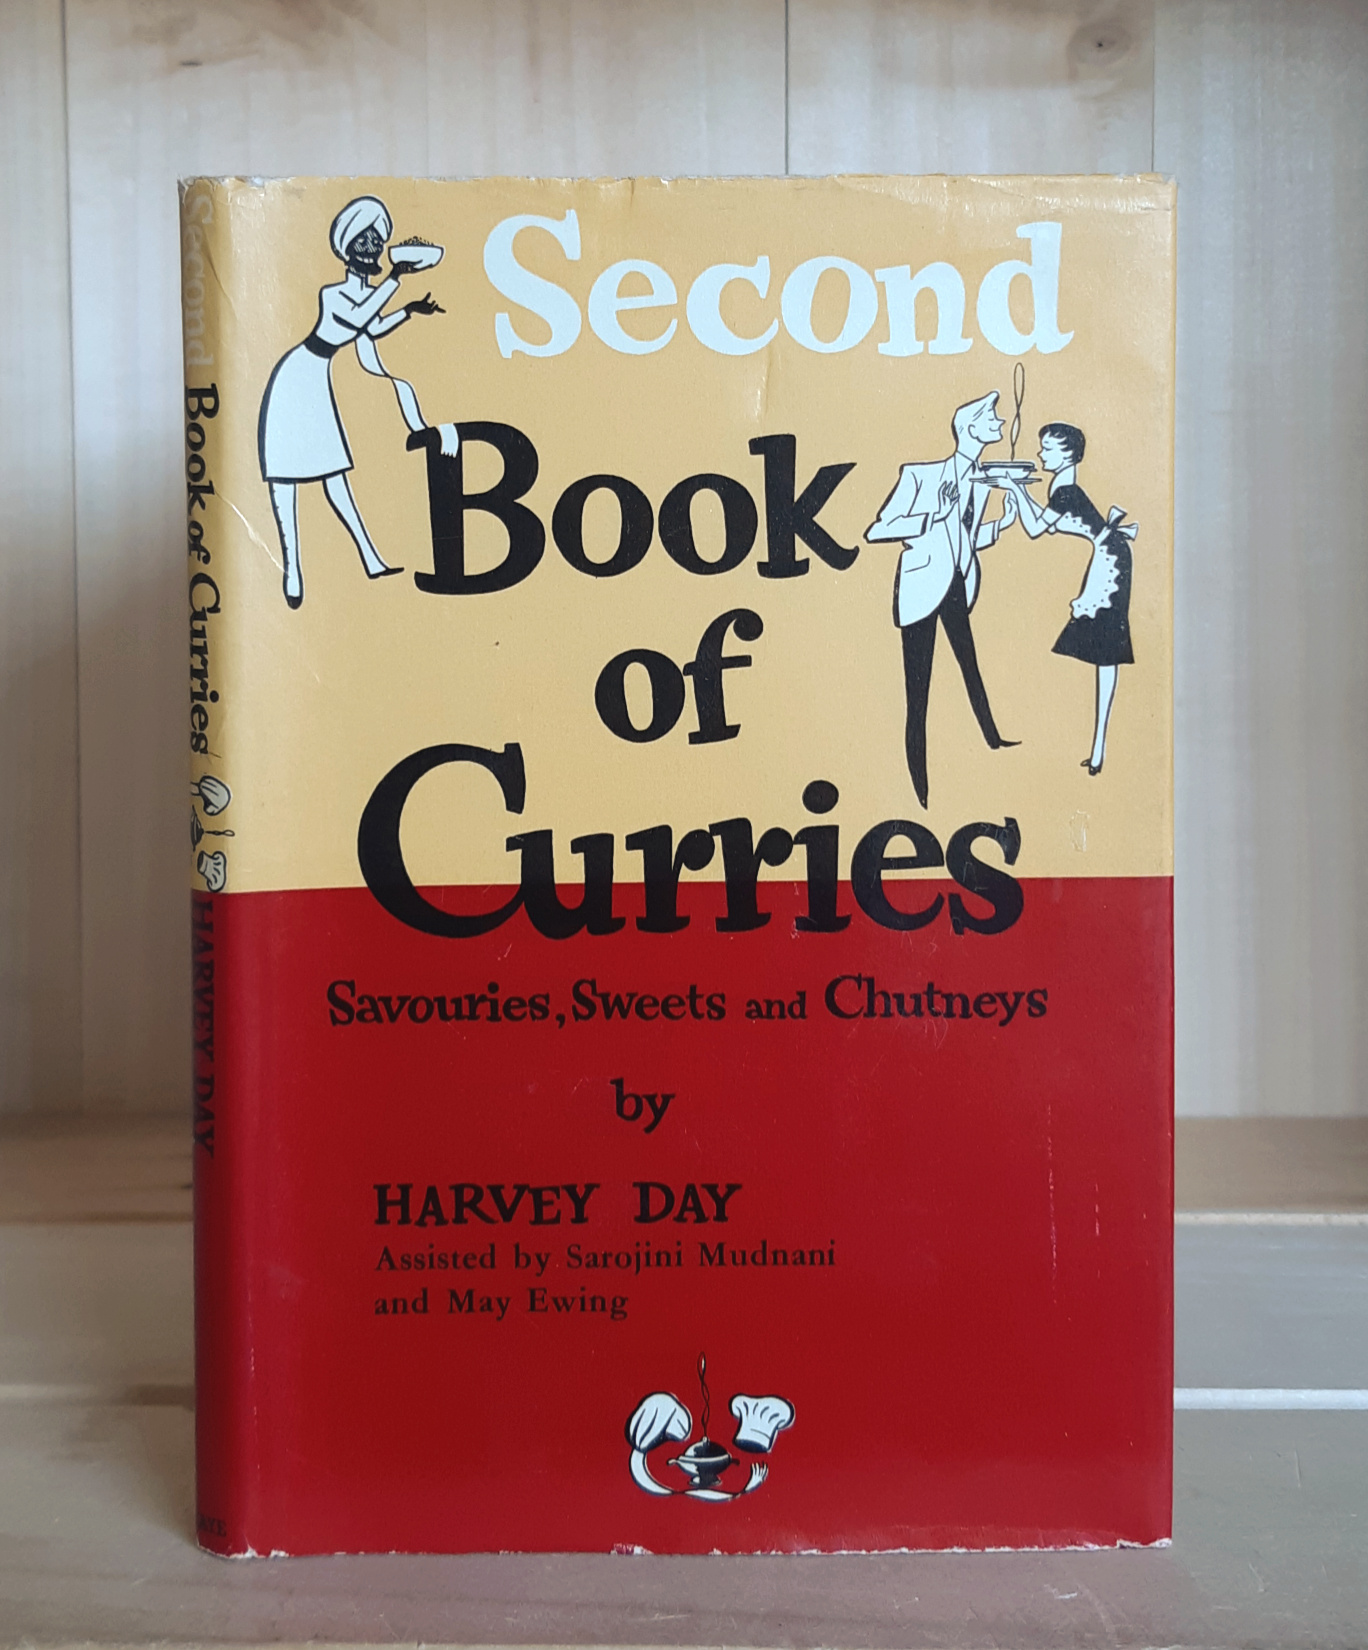 Second
Book
of
Curries
Savouries, Sweets and Chutneys
by
HARVEY DAY
Assisted by Sarojini Mudnani
and May Ewing
Second Book of Curries HARVEY DAY